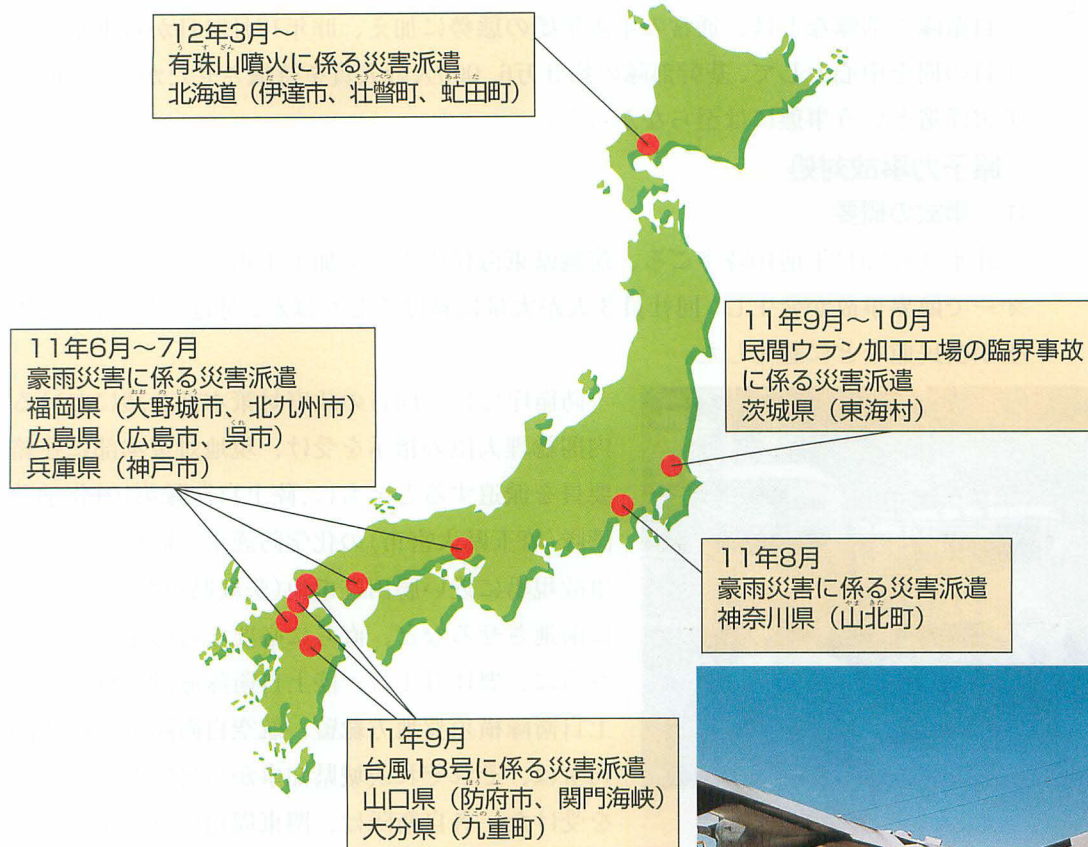 12年3月～
有珠山噴火に係る災害派遣
北海道（伊達市、壮瞥町、虻田町）
11年6月～7月
豪雨災害に係る災害派遣
福岡県（大野城市、北九州市）
広島県（広島市、呉市）
兵庫県（神戸市）
11年9月～10月
民間ウラン加工工場の臨界事故
に係る災害派遣
茨城県（東海村）
11年8月
豪雨災害に係る災害派遣
神奈川県（山北町）
11年9月
台風18号に係る災害派遣
山口県（防府市、関門海峡）
大分県（九重町）